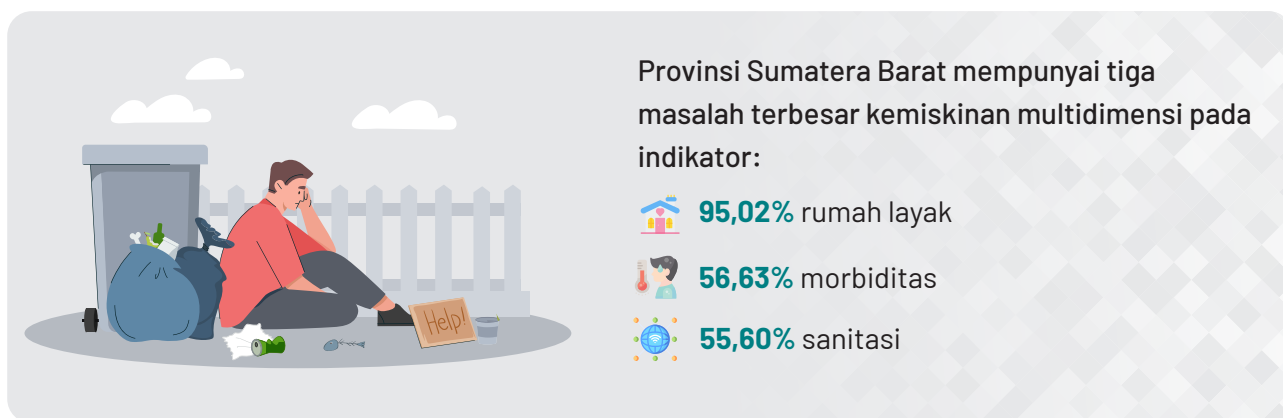 Provinsi Sumatera Barat mempunyai tiga
masalah terbesar kemiskinan multidimensi pada
indikator:
95,02% rumah layak
56,63% morbiditas
55,60% sanitasi
Help!